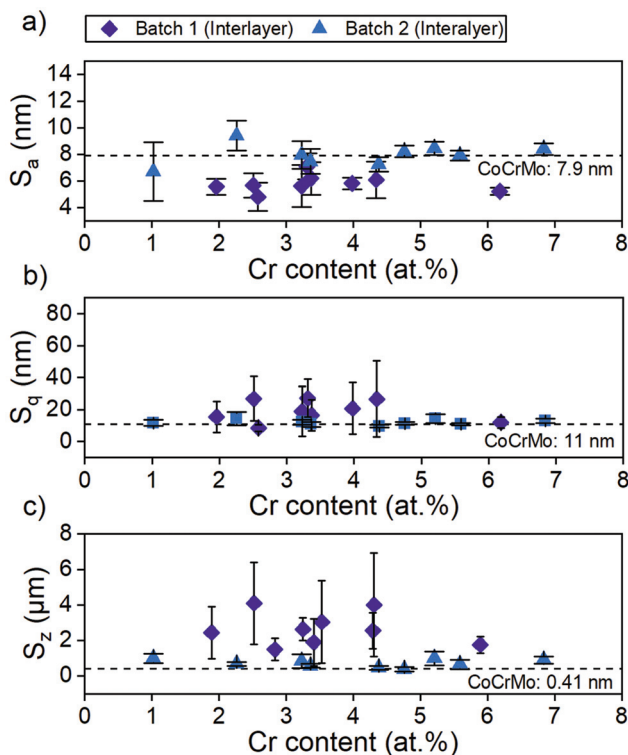 a)
Batch 1 (Interlayer) Batch 2 (Interalyer)
14
12
10
8
6
4
Sa (nm)
CoCrMo: 7.9 nm
0 1 2 3 4 5 6 7 8
Cr content (at.%)
b)
80
60
40
20
0
Sq (nm)
CoCrMo: 11 nm
0 1 2 3 4 5 6 7 8
Cr content (at.%)
c)
8
6
4
2
0
Sz (µm)
CoCrMo: 0.41 nm
0 1 2 3 4 5 6 7 8
Cr content (at.%)